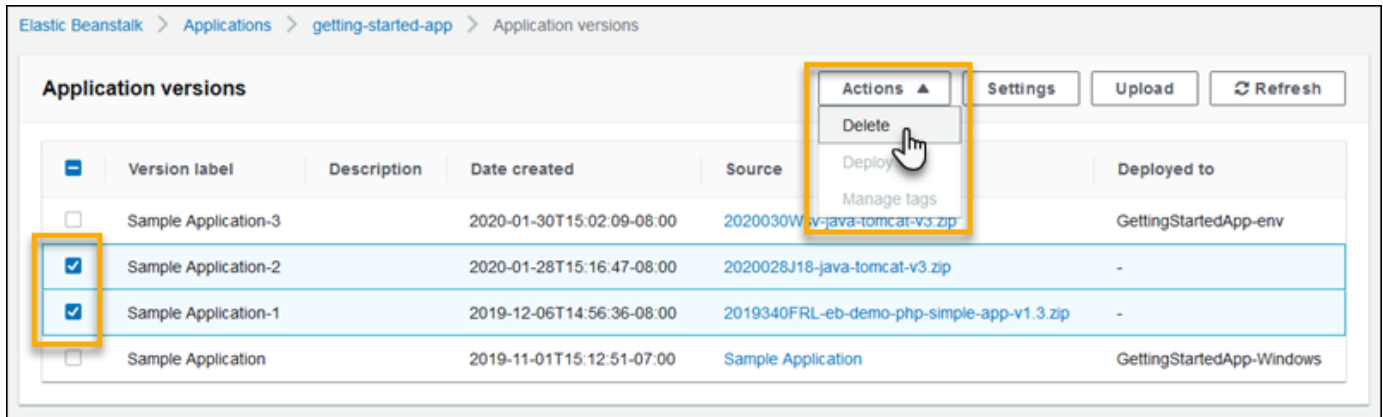 Elastic Beanstalk > Applications > getting-started-app > Application versions
Application versions Actions ▲ Settings Upload Refresh
Delete
Version label Description Date created Source Deploy Deployed to
Manage tags
Sample Application-3 2020-01-30T15:02:09-08:00 GettingStartedApp-env
Sample Application-2 2020-01-28T15:16:47-08:00 2020028J18-java-tomcat-v3.zip -
Sample Application-1 2019-12-06T14:56:36-08:00 2019340FRL-eb-demo-php-simple-app-v1.3.zip -
Sample Application 2019-11-01T15:12:51-07:00 Sample Application GettingStartedApp-Windows